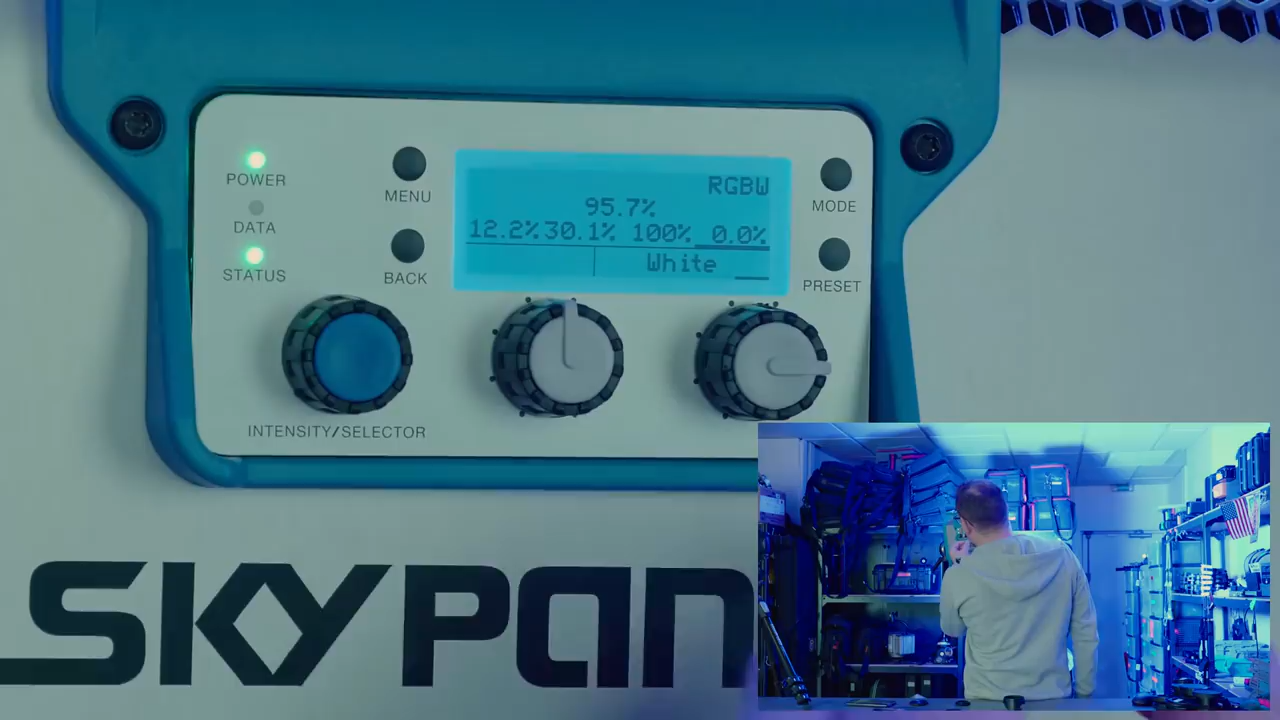 POWER
DATA
STATUS
MENU
BACK
RGBW
95.7%
12.2% 30.1% 100% 0.0%
White
MODE
PRESET
INTENSITY/SELECTOR
SKYPAN